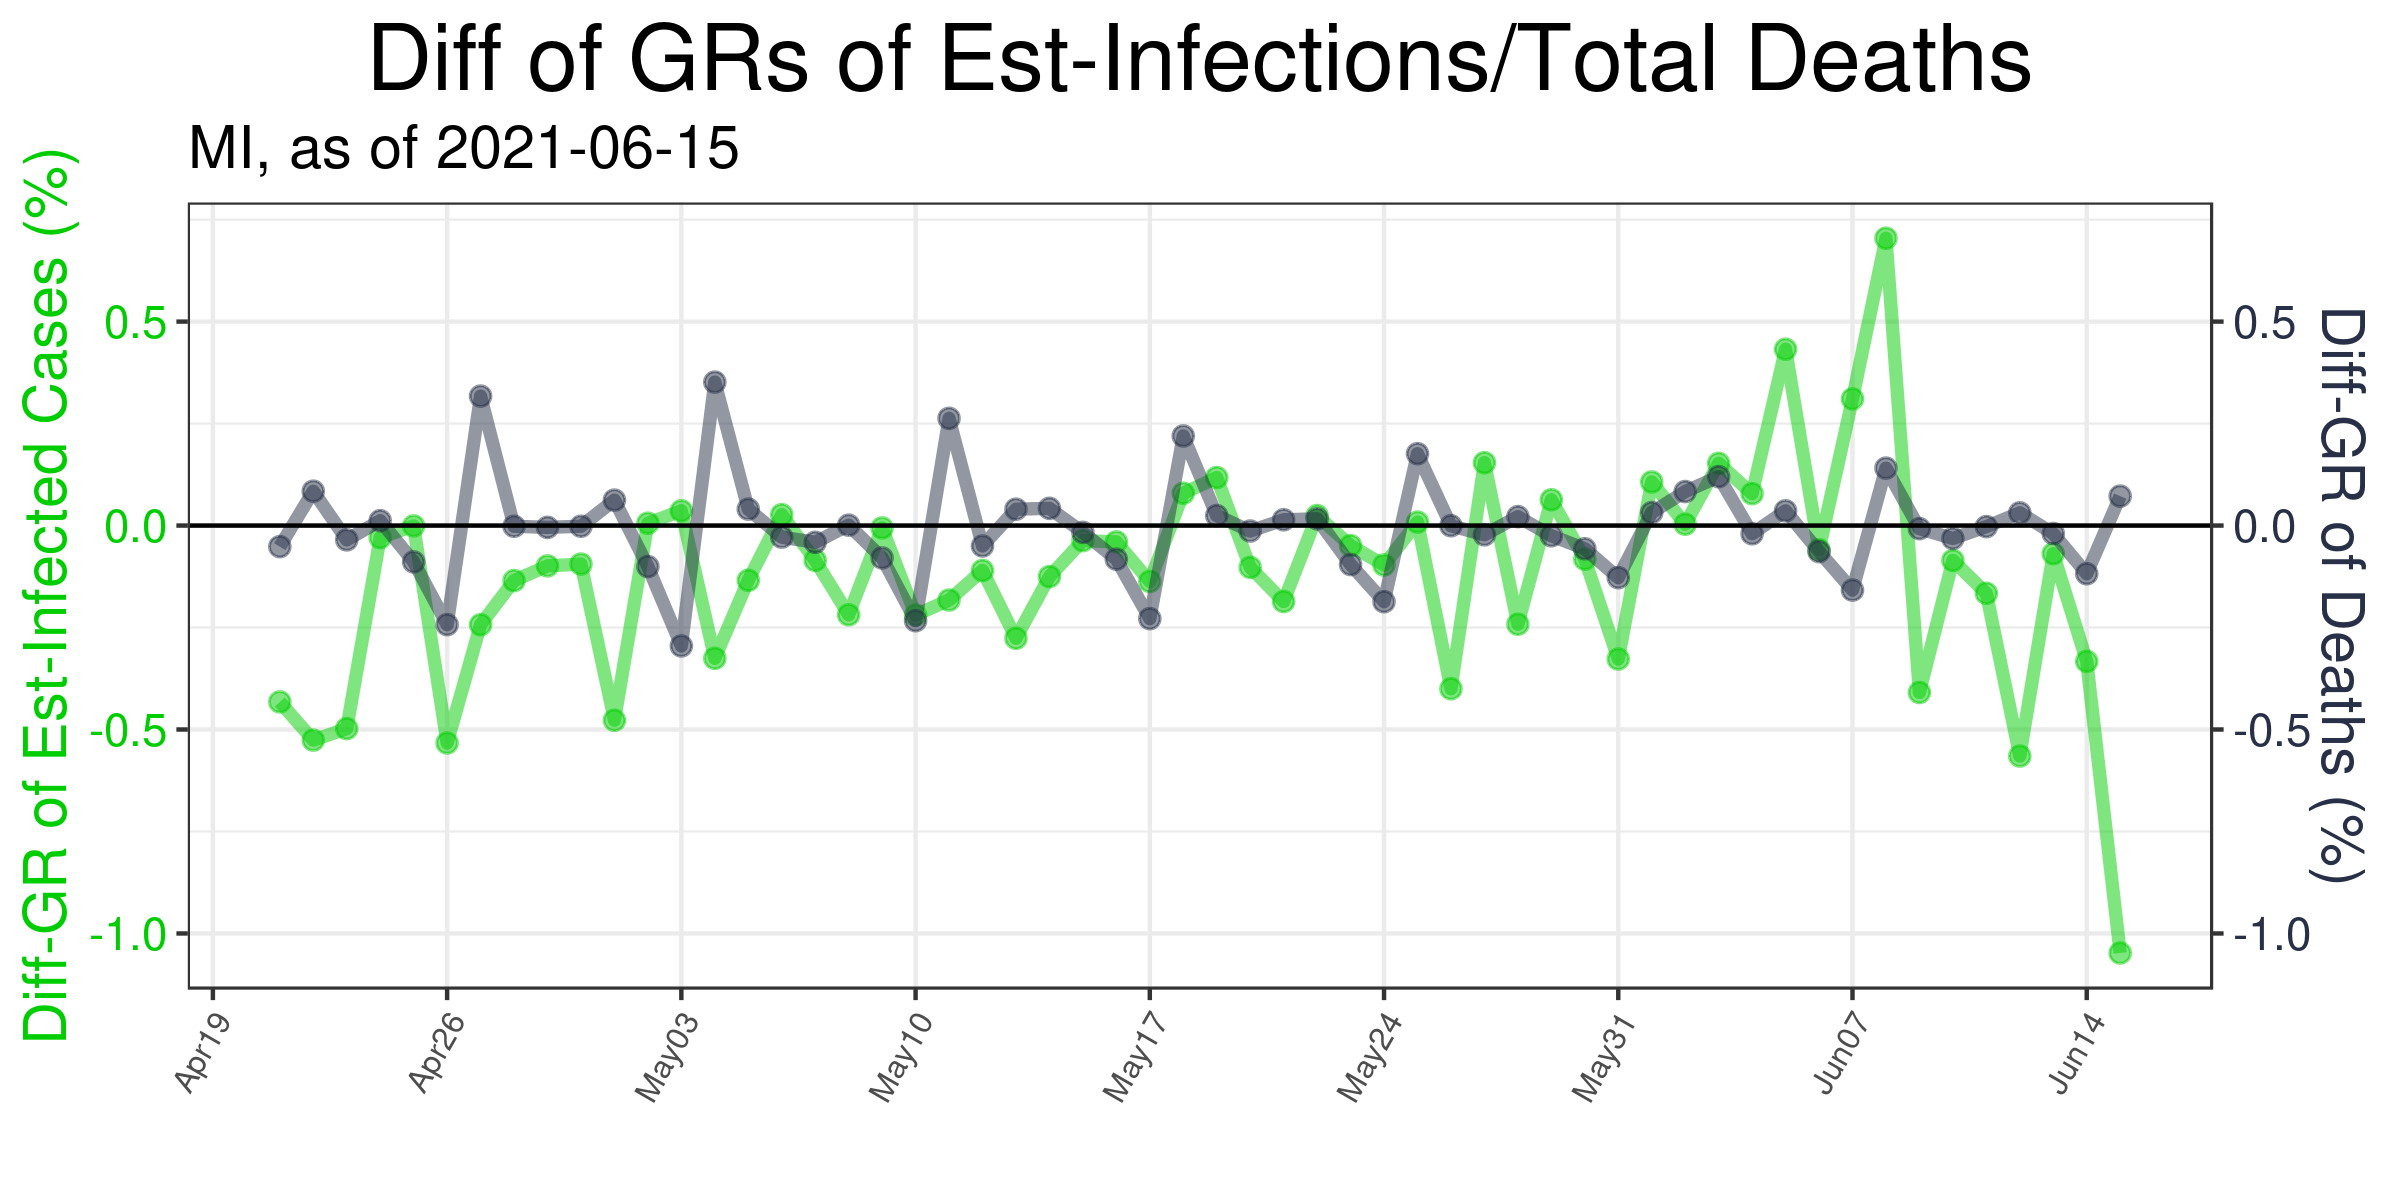 Diff of GRs of Est-Infections/Total Deaths
MI, as of 2021-06-15
Diff-GR of Est-Infected Cases (%)
0.5
0.0
-0.5
-1.0
0.5
0.0
-0.5
-1.0
Diff-GR of Deaths (%)
Apr19
Apr26
May03
May10
May17
May24
May31
Jun07
Jun14